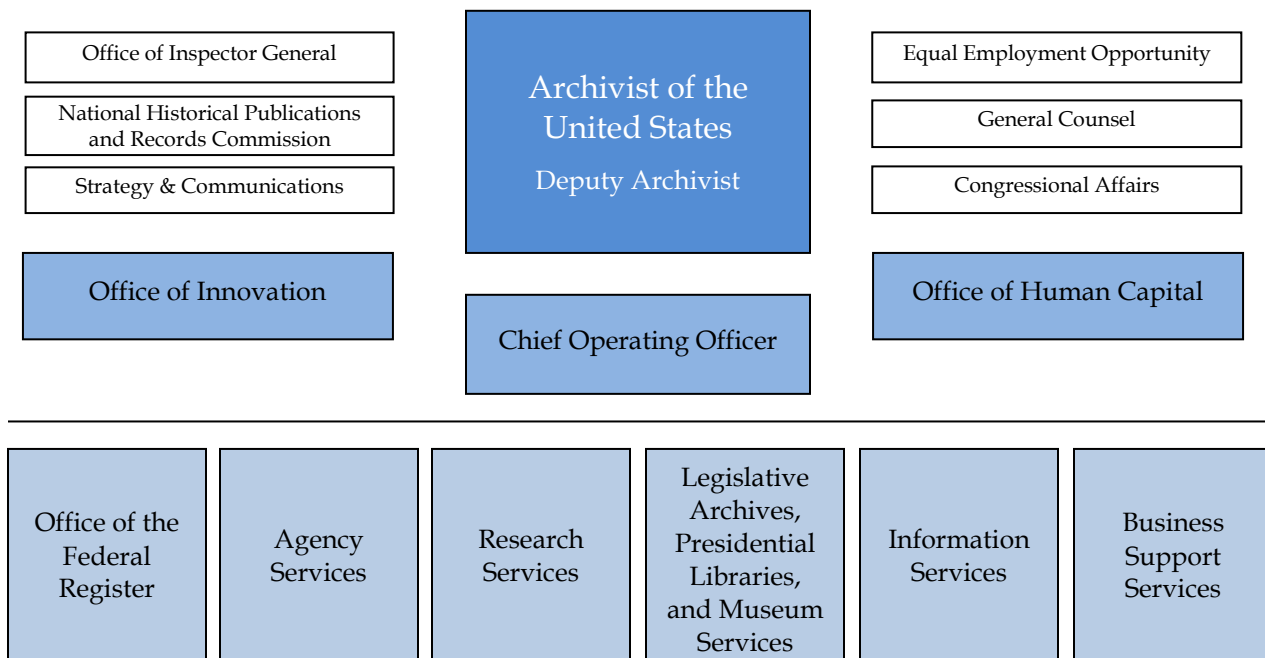 Office of Inspector General
National Historical Publications
and Records Commission
Strategy & Communications
Office of Innovation
Archivist of the
United States
Deputy Archivist
Chief Operating Officer
Equal Employment Opportunity
General Counsel
Congressional Affairs
Office of Human Capital
Office of the
Federal
Register
Agency
Services
Research
Services
Legislative
Archives,
Presidential
Libraries,
and Museum
Services
Information
Services
Business
Support
Services